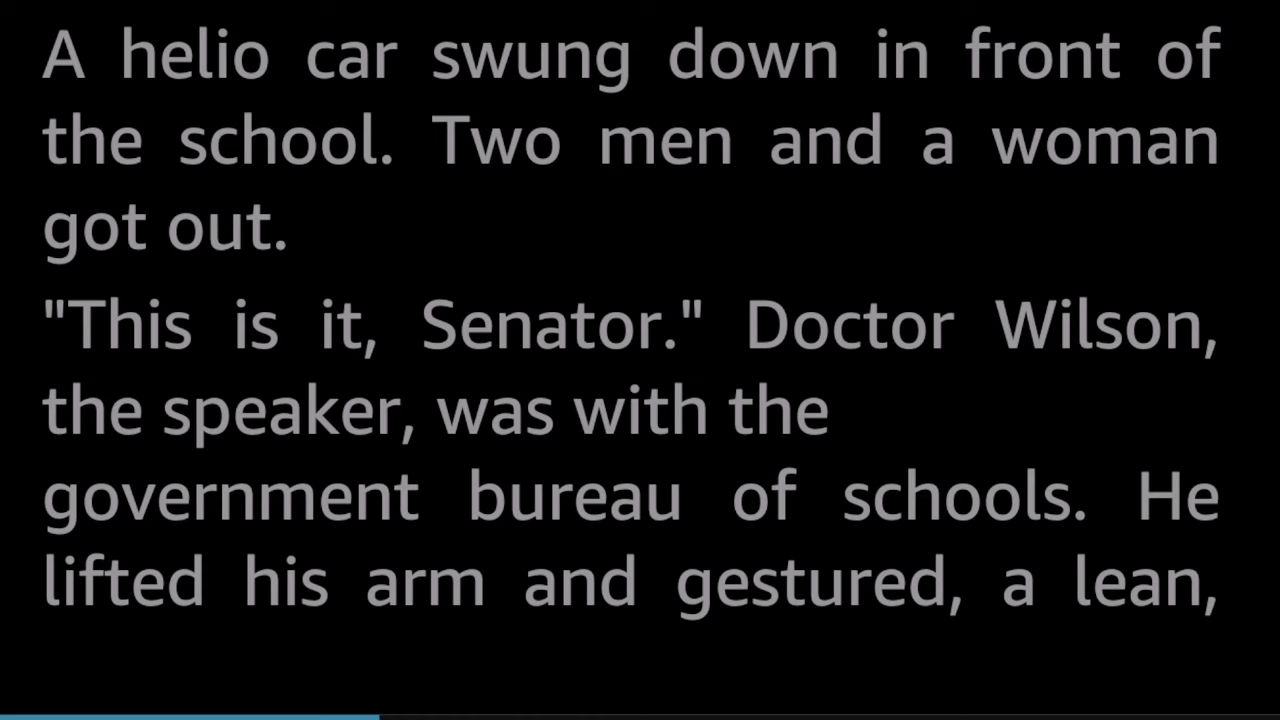 A helio car swung down in front of
the school. Two men and a woman
got out.
"This is it, Senator." Doctor Wilson,
the speaker, was with the
government bureau of schools. He
lifted his arm and gestured, a lean,